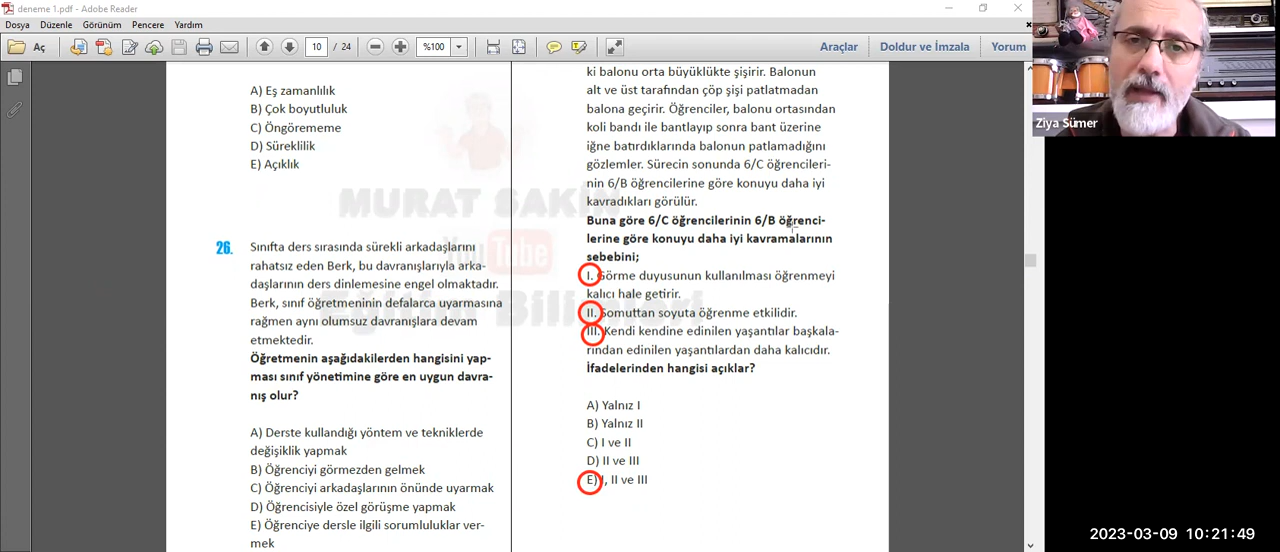 deneme 1.pdf - Adobe Reader
Dosya Düzenle Görünüm Pencere Yardım
Aç
10 / 24
%100
Araçlar
Doldur ve İmzala
Yorum
A) Eş zamanlılık
B) Çok boyutluluk
C) Öngörememe
D) Süreklilik
E) Açıklık
26.
Sınıfta ders sırasında sürekli arkadaşlarını
rahatsız eden Berk, bu davranışlarıyla arka-
daşlarının ders dinlemesine engel olmaktadır.
Berk, sınıf öğretmeninin defalarca uyarmasına
rağmen aynı olumsuz davranışlara devam
etmektedir.
Öğretmenin aşağıdakilerden hangisini yap-
ması sınıf yönetimine göre en uygun davra-
nış olur?
A) Derste kullandığı yöntem ve tekniklerde
değişiklik yapmak
B) Öğrenciyi görmezden gelmek
C) Öğrenciyi arkadaşlarının önünde uyarmak
D) Öğrencisiyle özel görüşme yapmak
E) Öğrenciye dersle ilgili sorumluluklar ver-
mek
ki balonu orta büyüklükte şişirir. Balonun
alt ve üst tarafından çöp şişi patlatmadan
balona geçirir. Öğrenciler, balonu ortasından
koli bandı ile bantlayıp sonra bant üzerine
iğne batırdıklarında balonun patlamadığını
gözlemler. Sürecin sonunda 6/C öğrencileri-
nin 6/B öğrencilerine göre konuyu daha iyi
kavradıkları görülür.
Buna göre 6/C öğrencilerinin 6/B öğrenci-
lerine göre konuyu daha iyi kavramalarının
sebebini;
I. Görme duyusunun kullanılması öğrenmeyi
kalıcı hale getirir.
II. Somuttan soyuta öğrenme etkilidir.
III. Kendi kendine edinilen yaşantılar başkala-
rından edinilen yaşantılardan daha kalıcıdır.
İfadelerinden hangisi açıklar?
A) Yalnız I
B) Yalnız II
C) I ve II
D) II ve III
E) I, II ve III
MURAT SAKİN
YouTube
Eğitim Bilimleri
Ziya Sümer
2023-03-09 10:21:49